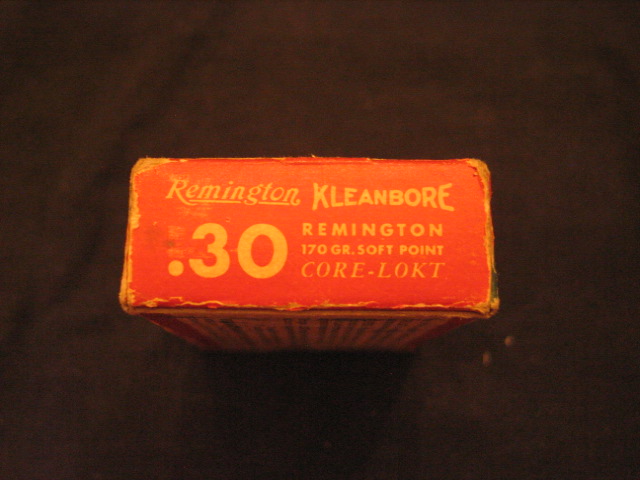 Remington KLEANBORE
.30 REMINGTON
170 GR. SOFT POINT
CORE-LOKT